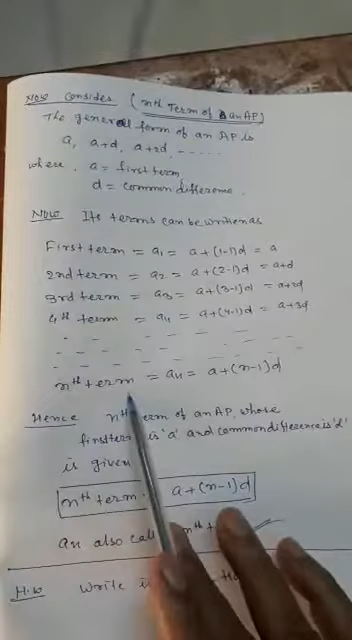 Now Consider (nth Term of an AP)
The general form of an AP is
a, a+d, a+2d, -----
where, a = first term
d = common difference.
Now Its terms can be written as
First term = a1 = a+(1-1)d = a
2nd term = a2 = a+(2-1)d = a+d
3rd term = a3 = a+(3-1)d = a+2d
4th term = a4 = a+(4-1)d = a+3d
nth term = an = a+(n-1)d
Hence nth term of an AP, whose
first term is 'a' and common difference is 'd'
is given
nth term a+(n-1)d
an also call nth
H.W Write